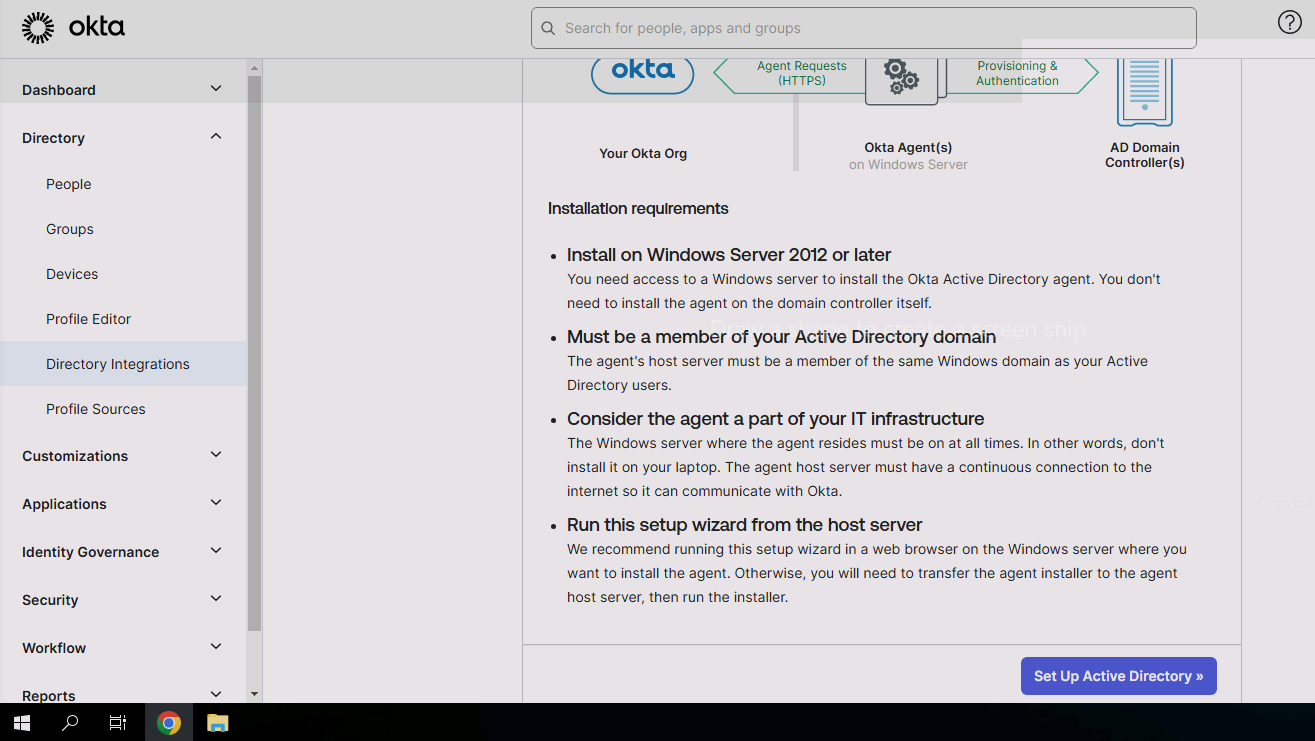 okta
Search for people, apps and groups
Dashboard
Directory
People
Groups
Devices
Profile Editor
Directory Integrations
Profile Sources
Customizations
Applications
Identity Governance
Security
Workflow
Reports
okta
Agent Requests
(HTTPS)
Provisioning &
Authentication
Your Okta Org
Okta Agent(s)
on Windows Server
AD Domain
Controller(s)
Installation requirements
Install on Windows Server 2012 or later
You need access to a Windows server to install the Okta Active Directory agent. You don't
need to install the agent on the domain controller itself.
Draw a shape to create a screen snip
Must be a member of your Active Directory domain
The agent's host server must be a member of the same Windows domain as your Active
Directory users.
Consider the agent a part of your IT infrastructure
The Windows server where the agent resides must be on at all times. In other words, don't
install it on your laptop. The agent host server must have a continuous connection to the
internet so it can communicate with Okta.
Run this setup wizard from the host server
We recommend running this setup wizard in a web browser on the Windows server where you
want to install the agent. Otherwise, you will need to transfer the agent installer to the agent
host server, then run the installer.
Set Up Active Directory »